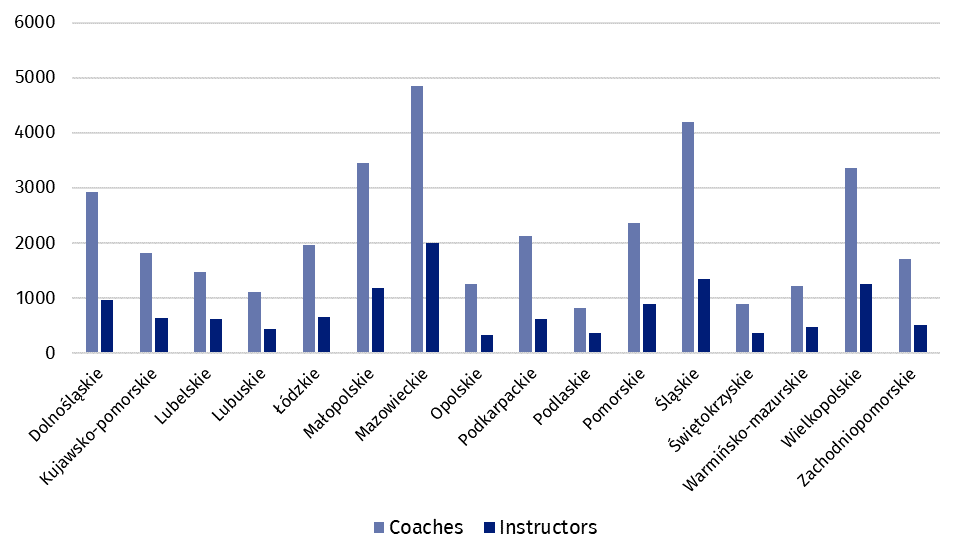 6000
5000
4000
3000
2000
1000
0
Dolnośląskie
Kujawsko-pomorskie
Lubelskie
Lubuskie
Łódzkie
Małopolskie
Mazowieckie
Opolskie
Podkarpackie
Podlaskie
Pomorskie
Śląskie
Świętokrzyskie
Warmińsko-mazurskie
Wielkopolskie
Zachodniopomorskie
Coaches Instructors